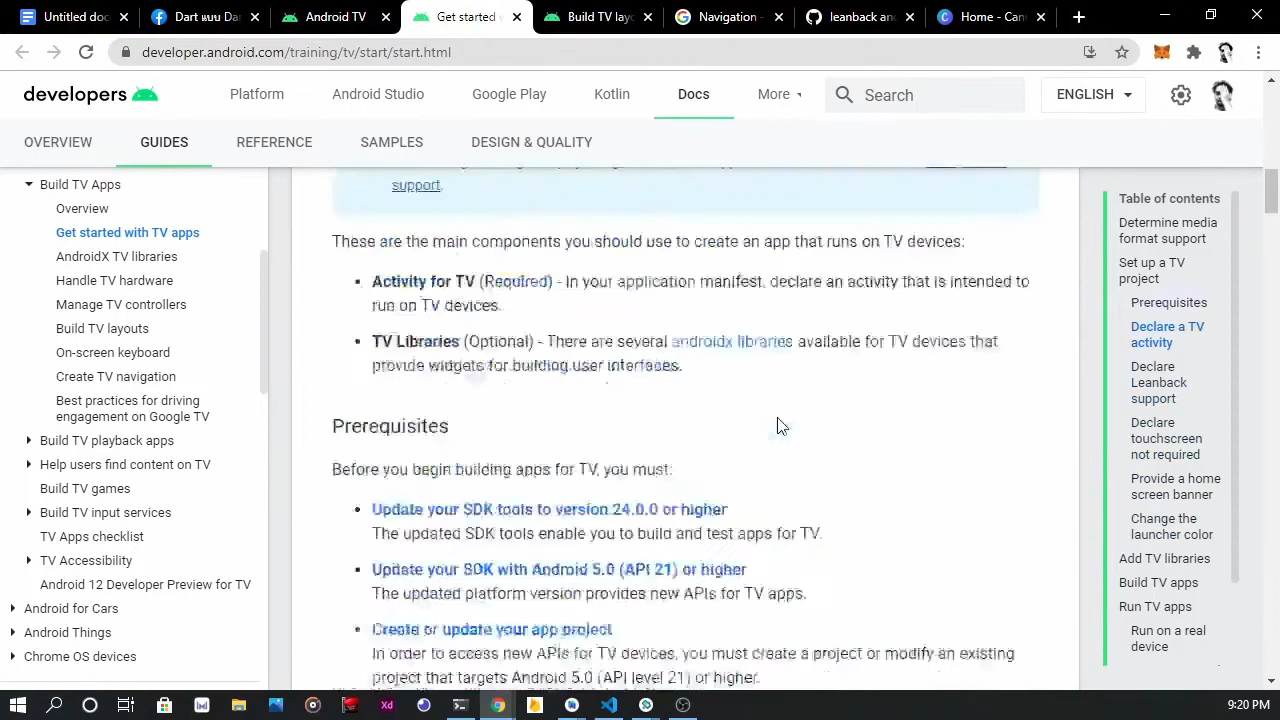 Untitled doc
Dart แบบ Dar
Android TV
Get started w
Build TV layo
Navigation -
leanback and
Home - Can
developer.android.com/training/tv/start/start.html
developers
Platform
Android Studio
Google Play
Kotlin
Docs
More
Search
ENGLISH
OVERVIEW
GUIDES
REFERENCE
SAMPLES
DESIGN & QUALITY
Build TV Apps
Overview
Get started with TV apps
AndroidX TV libraries
Handle TV hardware
Manage TV controllers
Build TV layouts
On-screen keyboard
Create TV navigation
Best practices for driving
engagement on Google TV
Build TV playback apps
Help users find content on TV
Build TV games
Build TV input services
TV Apps checklist
TV Accessibility
Android 12 Developer Preview for TV
Android for Cars
Android Things
Chrome OS devices
support.
These are the main components you should use to create an app that runs on TV devices:
Activity for TV (Required) - In your application manifest, declare an activity that is intended to
run on TV devices.
TV Libraries (Optional) - There are several androidx libraries available for TV devices that
provide widgets for building user interfaces.
Prerequisites
Before you begin building apps for TV, you must:
Update your SDK tools to version 24.0.0 or higher
The updated SDK tools enable you to build and test apps for TV.
Update your SDK with Android 5.0 (API 21) or higher
The updated platform version provides new APIs for TV apps.
Create or update your app project
In order to access new APIs for TV devices, you must create a project or modify an existing
project that targets Android 5.0 (API level 21) or higher.
Table of contents
Determine media
format support
Set up a TV
project
Prerequisites
Declare a TV
activity
Declare
Leanback
support
Declare
touchscreen
not required
Provide a home
screen banner
Change the
launcher color
Add TV libraries
Build TV apps
Run TV apps
Run on a real
device
Xd
9:20 PM